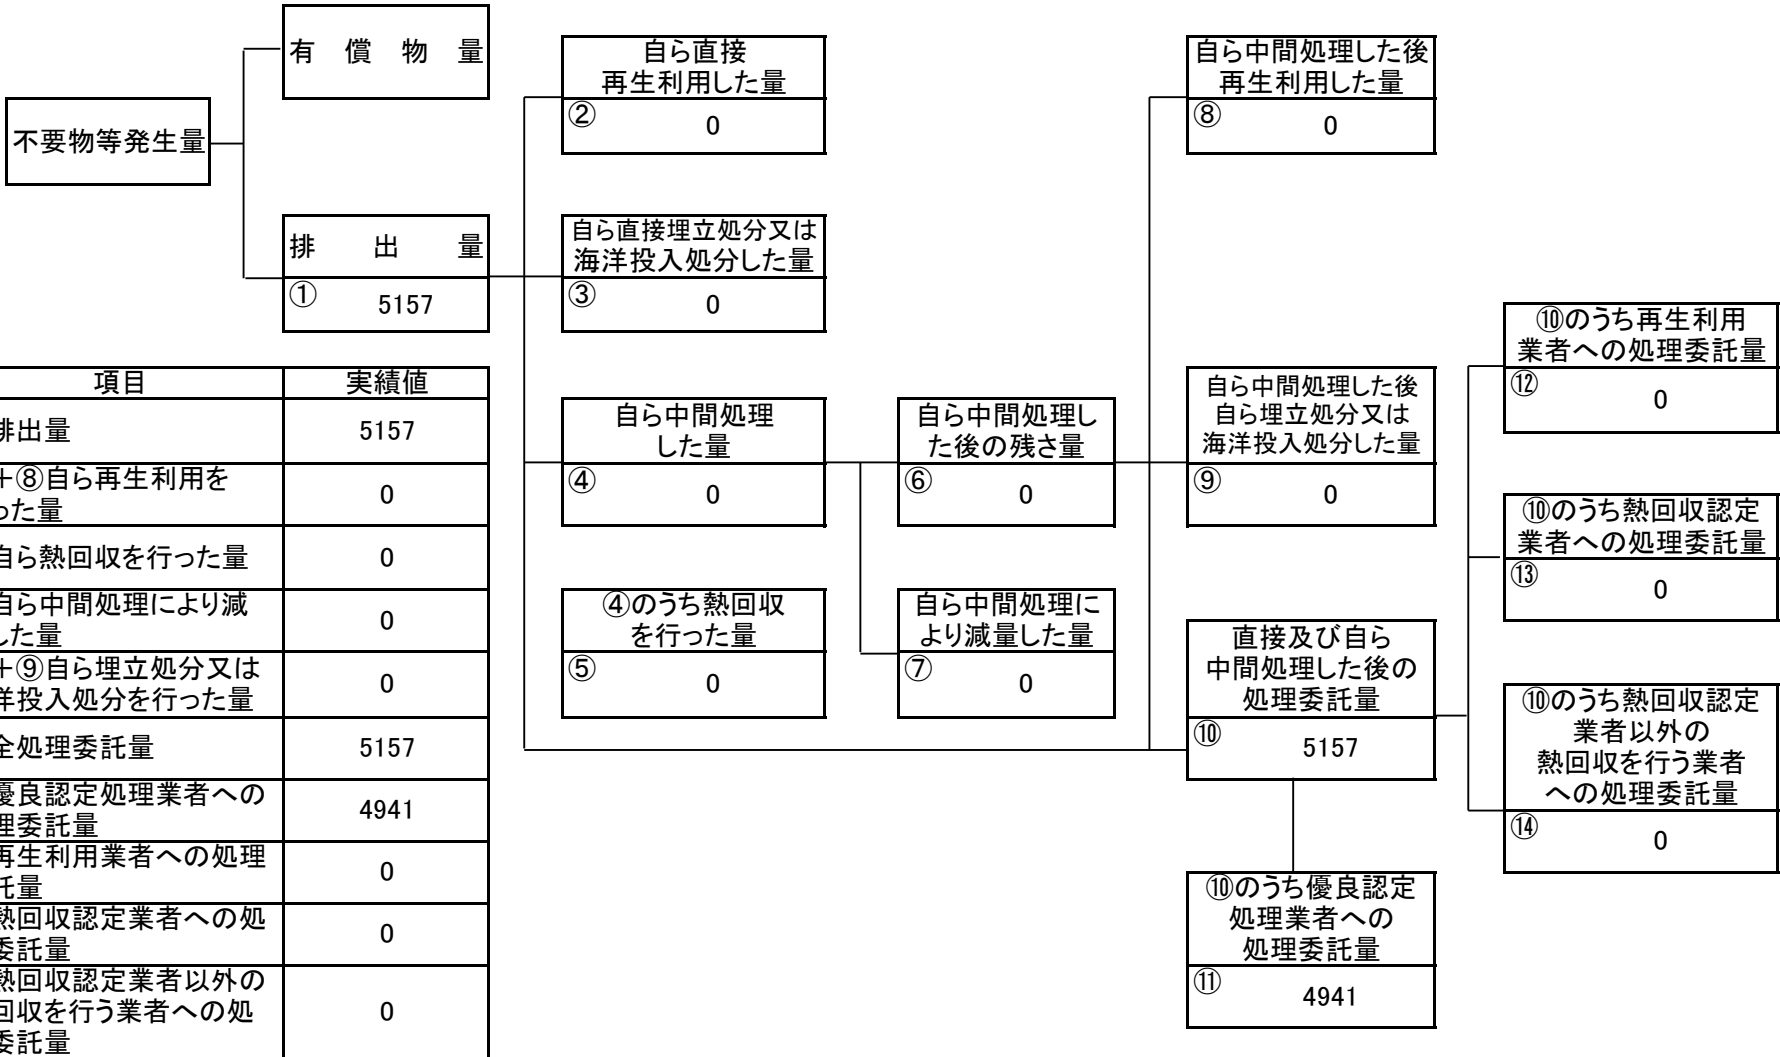 有償物量
不要物等発生量
排出量
① 5157
自ら直接
再生利用した量
② 0
自ら直接埋立処分又は
海洋投入処分した量
③ 0
自ら中間処理
した量
④ 0
④のうち熱回収
を行った量
⑤ 0
自ら中間処理し
た後の残さ量
⑥ 0
自ら中間処理に
より減量した量
⑦ 0
自ら中間処理した後
再生利用した量
⑧ 0
自ら中間処理した後
自ら埋立処分又は
海洋投入処分した量
⑨ 0
直接及び自ら
中間処理した後の
処理委託量
⑩ 5157
⑩のうち優良認定
処理業者への
処理委託量
⑪ 4941
⑩のうち再生利用
業者への処理委託量
⑫ 0
⑩のうち熱回収認定
業者への処理委託量
⑬ 0
⑩のうち熱回収認定
業者以外の
熱回収を行う業者
への処理委託量
⑭ 0
項目 実績値
排出量 5157
+⑧自ら再生利用を
った量 0
自ら熱回収を行った量 0
自ら中間処理により減
した量 0
+⑨自ら埋立処分又は
洋投入処分を行った量 0
全処理委託量 5157
優良認定処理業者への
理委託量 4941
再生利用業者への処理
託量 0
熱回収認定業者への処
委託量 0
熱回収認定業者以外の
回収を行う業者への処
委託量 0